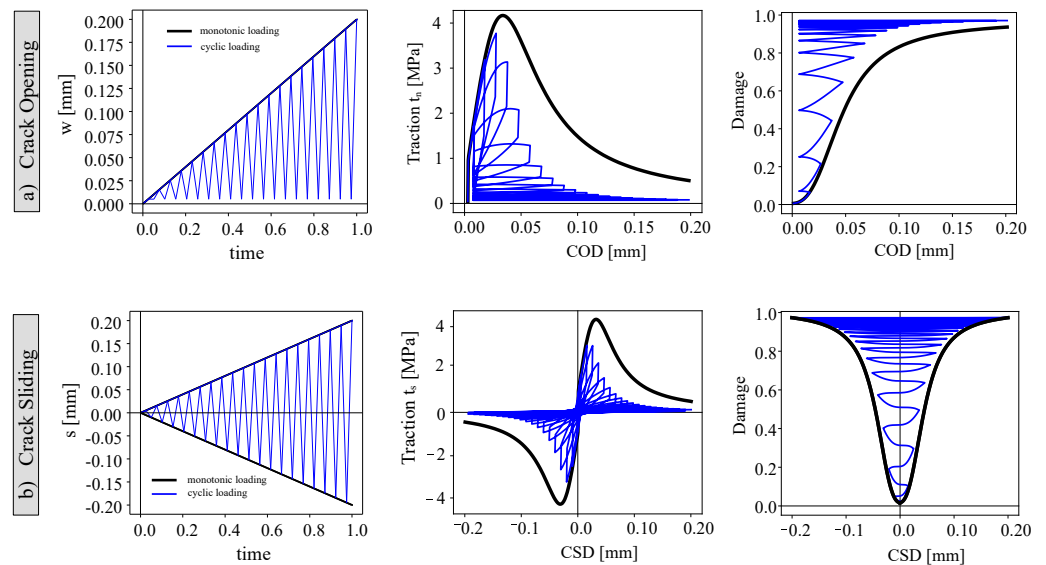 a) Crack Opening
w [mm]
0.200
0.175
0.150
0.125
0.100
0.075
0.050
0.025
0.000
monotonic loading
cyclic loading
0.0 0.2 0.4 0.6 0.8 1.0
time
Traction tₙ [MPa]
4
3
2
1
0
0.00 0.05 0.10 0.15 0.20
COD [mm]
Damage
1.0
0.8
0.6
0.4
0.2
0.0
0.00 0.05 0.10 0.15 0.20
COD [mm]
b) Crack Sliding
s [mm]
0.20
0.15
0.10
0.05
0.00
-0.05
-0.10
-0.15
-0.20
monotonic loading
cyclic loading
0.0 0.2 0.4 0.6 0.8 1.0
time
Traction tₛ [MPa]
4
2
0
−2
−4
−0.2 −0.1 0.0 0.10 0.20
CSD [mm]
Damage
1.0
0.8
0.6
0.4
0.2
0.0
−0.2 −0.1 0.0 0.10 0.20
CSD [mm]